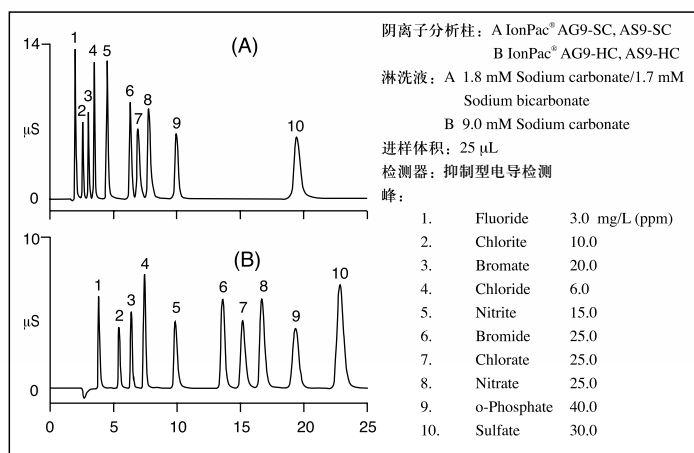 14
μS
0
(A)
1
2
3
4
5
6
7
8
9
10
10
μS
0
(B)
1
2
3
4
5
6
7
8
9
10
0 5 10 15 20 25
阴离子分析柱：A IonPac® AG9-SC, AS9-SC
B IonPac® AG9-HC, AS9-HC
淋洗液：A 1.8 mM Sodium carbonate/1.7 mM
Sodium bicarbonate
B 9.0 mM Sodium carbonate
进样体积：25 μL
检测器：抑制型电导检测
峰：
1. Fluoride 3.0 mg/L (ppm)
2. Chlorite 10.0
3. Bromate 20.0
4. Chloride 6.0
5. Nitrite 15.0
6. Bromide 25.0
7. Chlorate 25.0
8. Nitrate 25.0
9. o-Phosphate 40.0
10. Sulfate 30.0